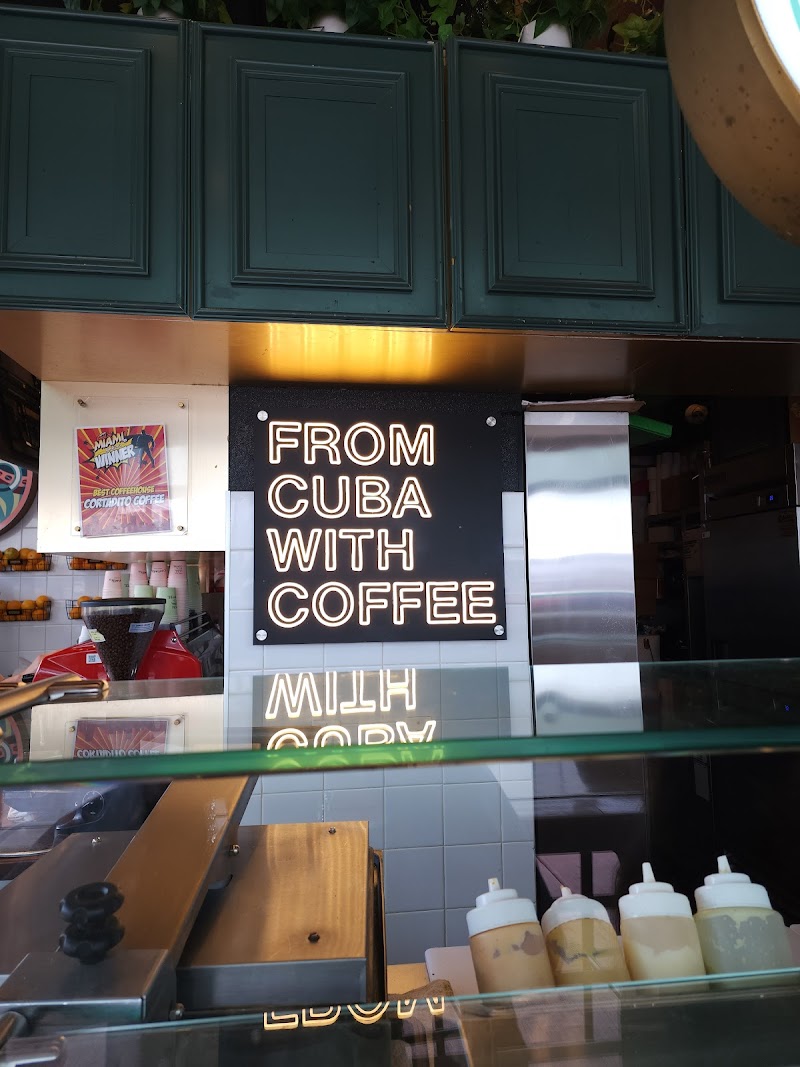 MIAMI
WINNER
BEST COFFEEHOUSE
CORTADITO COFFEE
FROM
CUBA
WITH
COFFEE